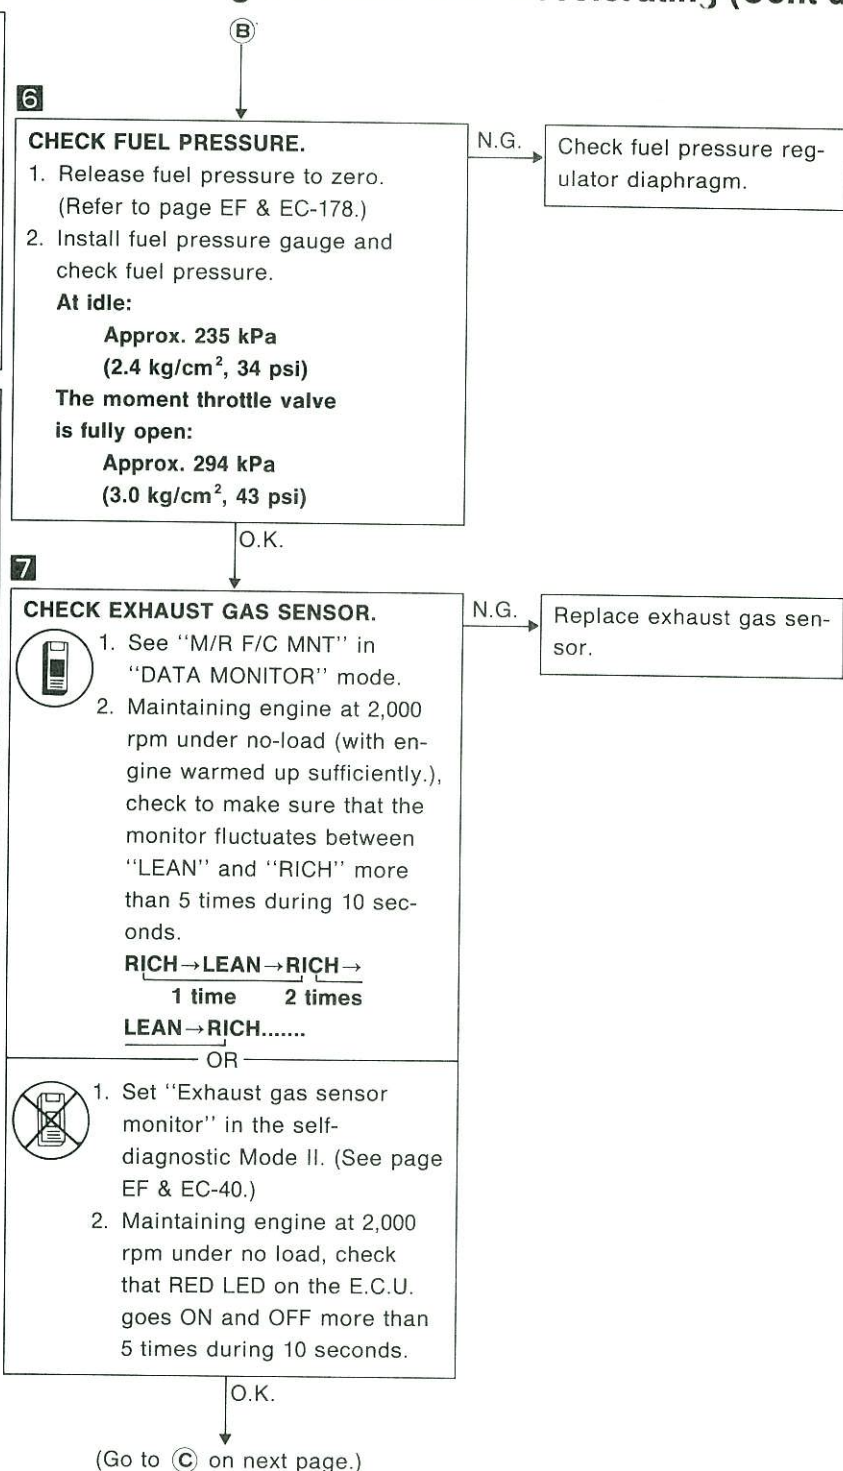 (Cont'd
B
6
CHECK FUEL PRESSURE.
1. Release fuel pressure to zero.
(Refer to page EF & EC-178.)
2. Install fuel pressure gauge and
check fuel pressure.
At idle:
Approx. 235 kPa
(2.4 kg/cm², 34 psi)
The moment throttle valve
is fully open:
Approx. 294 kPa
(3.0 kg/cm², 43 psi)
N.G.
Check fuel pressure reg-
ulator diaphragm.
O.K.
7
CHECK EXHAUST GAS SENSOR.
1. See “M/R F/C MNT” in
“DATA MONITOR” mode.
2. Maintaining engine at 2,000
rpm under no-load (with en-
gine warmed up sufficiently.),
check to make sure that the
monitor fluctuates between
“LEAN” and “RICH” more
than 5 times during 10 sec-
onds.
RICH→LEAN→RICH→
1 time 2 times
LEAN→RICH.......
OR
1. Set “Exhaust gas sensor
monitor” in the self-
diagnostic Mode II. (See page
EF & EC-40.)
2. Maintaining engine at 2,000
rpm under no load, check
that RED LED on the E.C.U.
goes ON and OFF more than
5 times during 10 seconds.
N.G.
Replace exhaust gas sen-
sor.
O.K.
(Go to C on next page.)